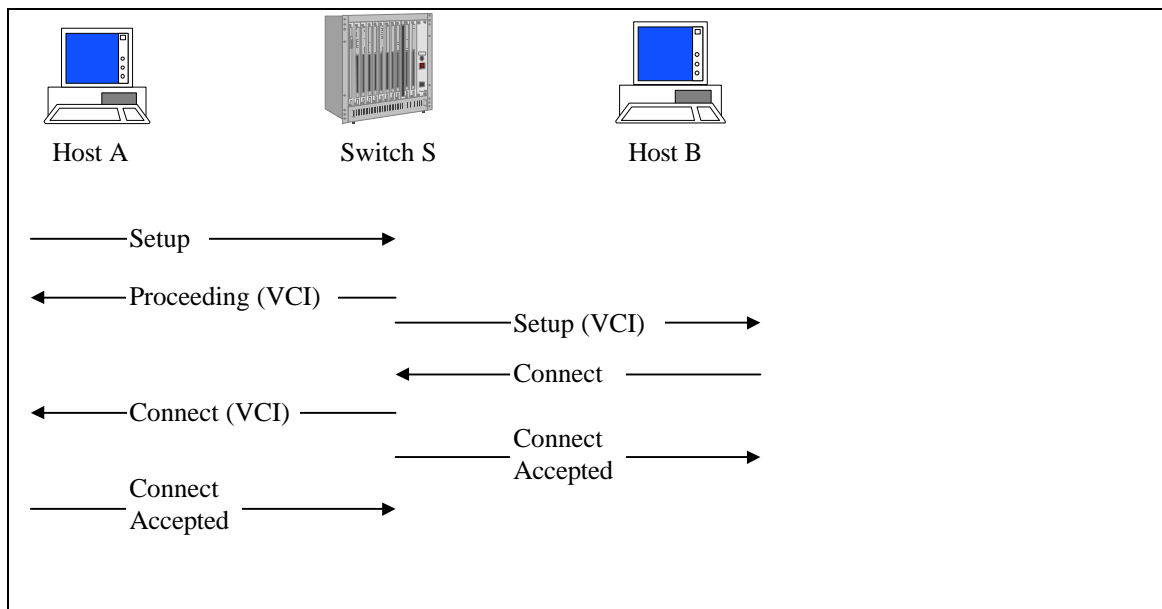 Host A
Switch S
Host B
Setup
Proceeding (VCI)
Setup (VCI)
Connect
Connect (VCI)
Connect
Accepted
Connect
Accepted